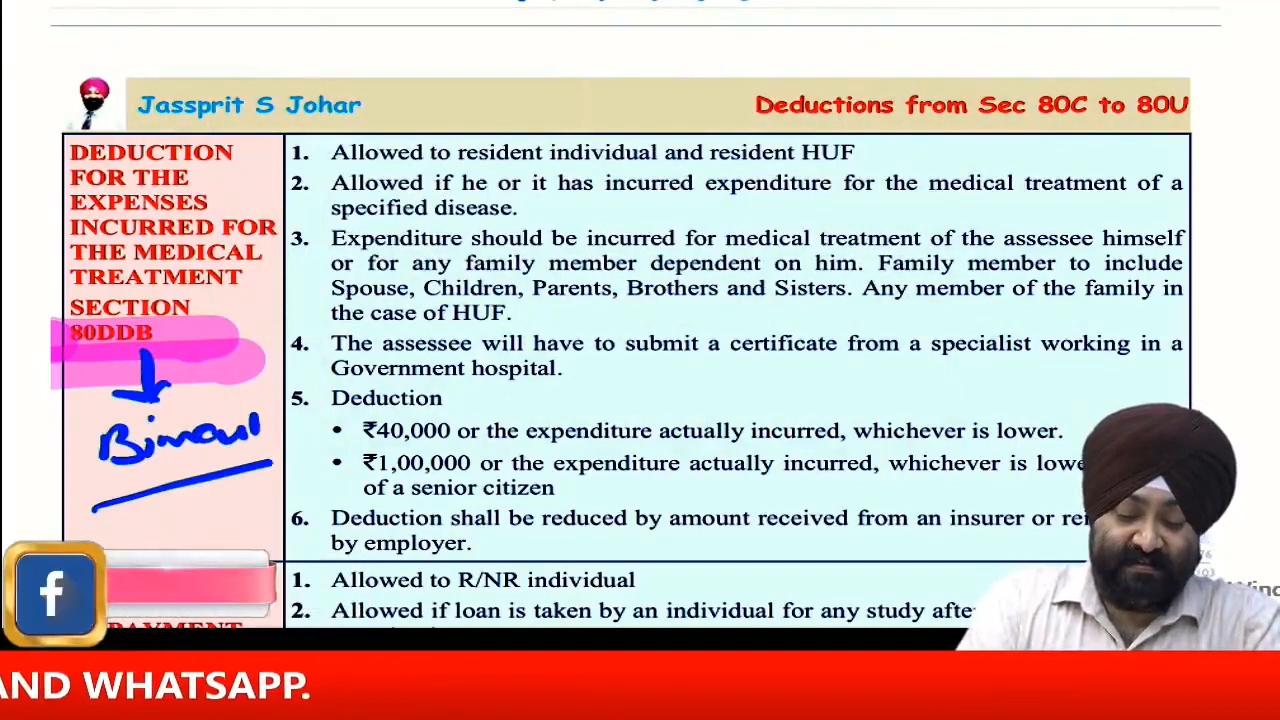 Jassprit S Johar
Deductions from Sec 80C to 80U
DEDUCTION
FOR THE
EXPENSES
INCURRED FOR
THE MEDICAL
TREATMENT
SECTION
80DDB
1. Allowed to resident individual and resident HUF
2. Allowed if he or it has incurred expenditure for the medical treatment of a
specified disease.
3. Expenditure should be incurred for medical treatment of the assessee himself
or for any family member dependent on him. Family member to include
Spouse, Children, Parents, Brothers and Sisters. Any member of the family in
the case of HUF.
4. The assessee will have to submit a certificate from a specialist working in a
Government hospital.
5. Deduction
• ₹40,000 or the expenditure actually incurred, whichever is lower.
• ₹1,00,000 or the expenditure actually incurred, whichever is
of a senior citizen
6. Deduction shall be reduced by amount received from an insurer or
by employer.
1. Allowed to R/NR individual
2. Allowed if loan is taken by an individual for any study
f
AND WHATSAPP.